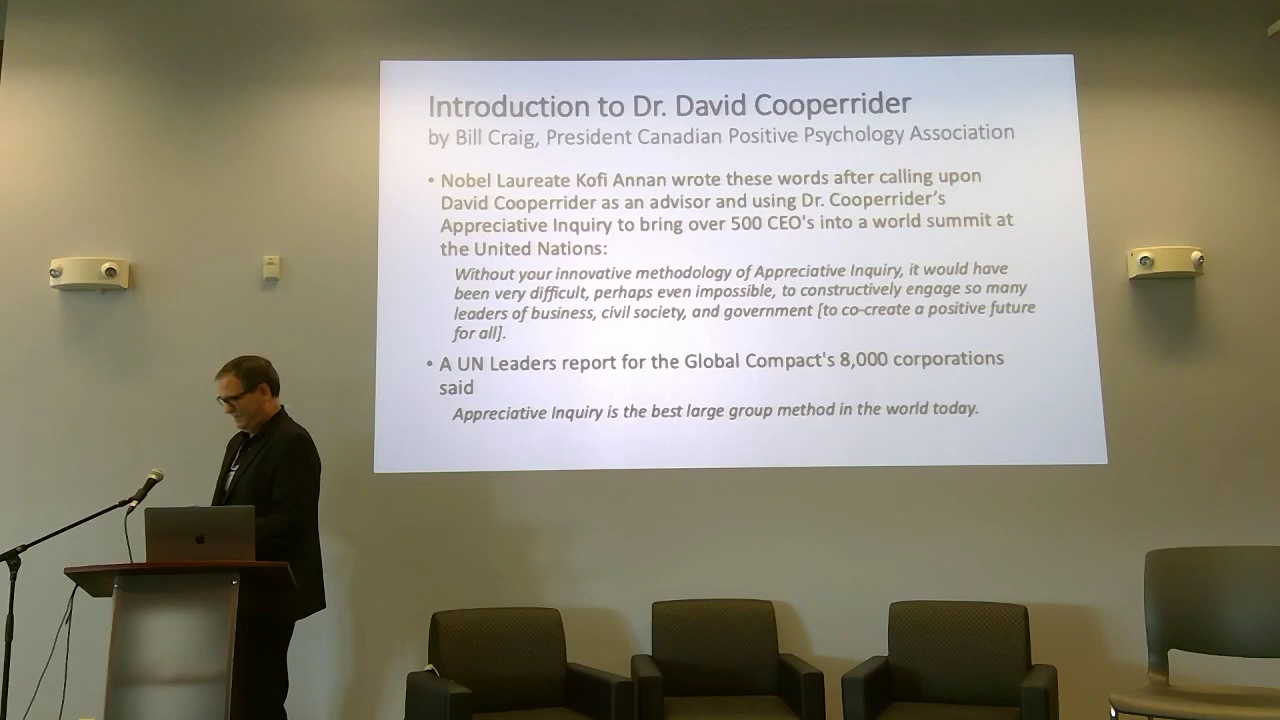 Introduction to Dr. David Cooperrider
by Bill Craig, President Canadian Positive Psychology Association
• Nobel Laureate Kofi Annan wrote these words after calling upon
David Cooperrider as an advisor and using Dr. Cooperrider's
Appreciative Inquiry to bring over 500 CEO's into a world summit at
the United Nations:
Without your innovative methodology of Appreciative Inquiry, it would have
been very difficult, perhaps even impossible, to constructively engage so many
leaders of business, civil society, and government [to co-create a positive future
for all].
• A UN Leaders report for the Global Compact's 8,000 corporations
said
Appreciative Inquiry is the best large group method in the world today.